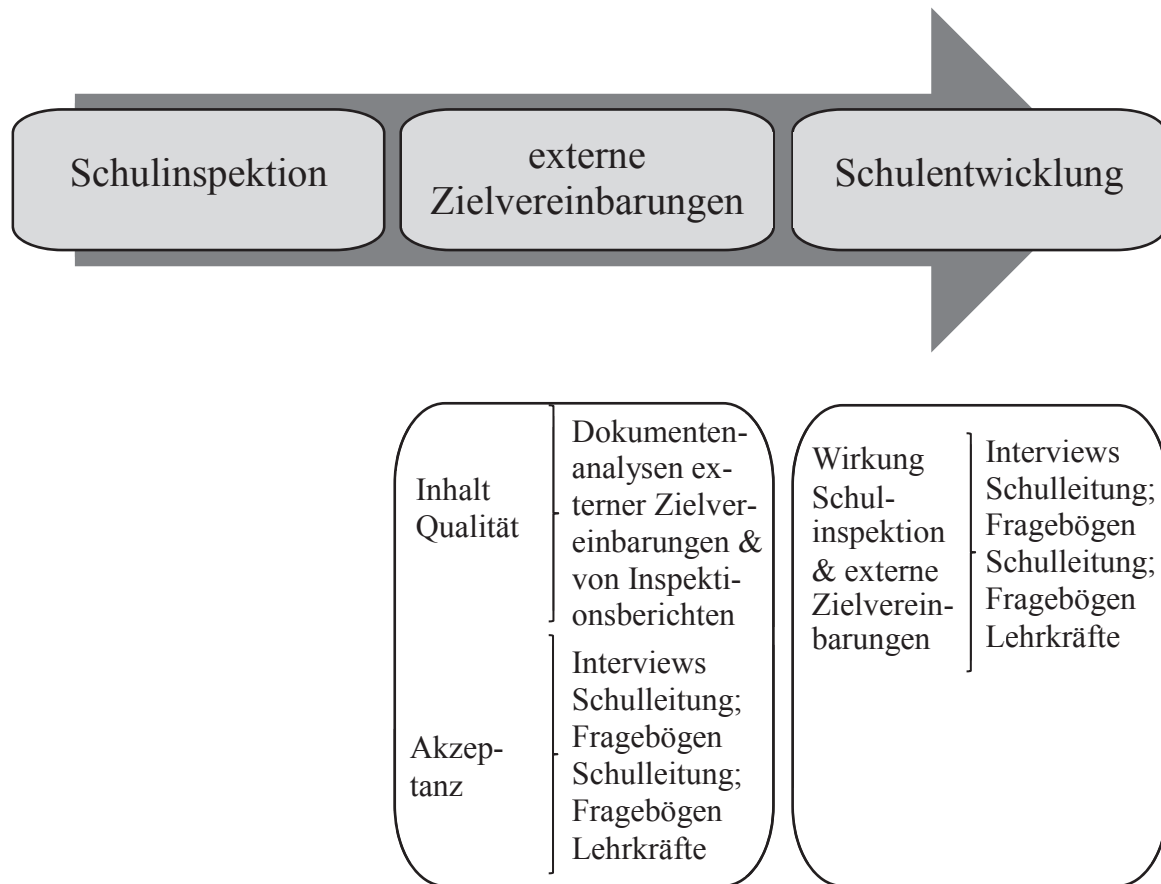 Schulinspektion
externe
Zielvereinbarungen
Schulentwicklung
Inhalt
Qualität
Dokumenten-
analysen ex-
terner Zielver-
einbarungen &
von Inspekti-
onsberichten
Akzep-
tanz
Interviews
Schulleitung;
Fragebögen
Schulleitung;
Fragebögen
Lehrkräfte
Wirkung
Schul-
inspektion
& externe
Zielverein-
barungen
Interviews
Schulleitung;
Fragebögen
Schulleitung;
Fragebögen
Lehrkräfte